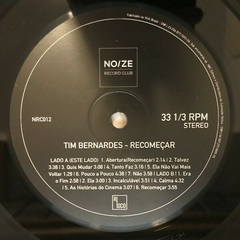 NO/ZE
RECORD CLUB
NRC012
33 1/3 RPM
STEREO
TIM BERNARDES - RECOMEÇAR
LADO A (ESTE LADO) 1. Abertura(Recomeçar) 2:14 | 2. Talvez
3:38 | 3. Quis Mudar 3:08 | 4. Tanto Faz 3:16 | 5. Ela Não Vai Mais
Voltar 1:29 | 6. Pouco a Pouco 4:38 | 7. Não 3:58 | LADO B | 1. Era
o Fim 2:58 | 2. Ela 3:00 | 3. Incalculável 3:51 | 4. Calma 4:32
| 5. As Histórias do Cinema 3:07 | 6. Recomeçar 3:55